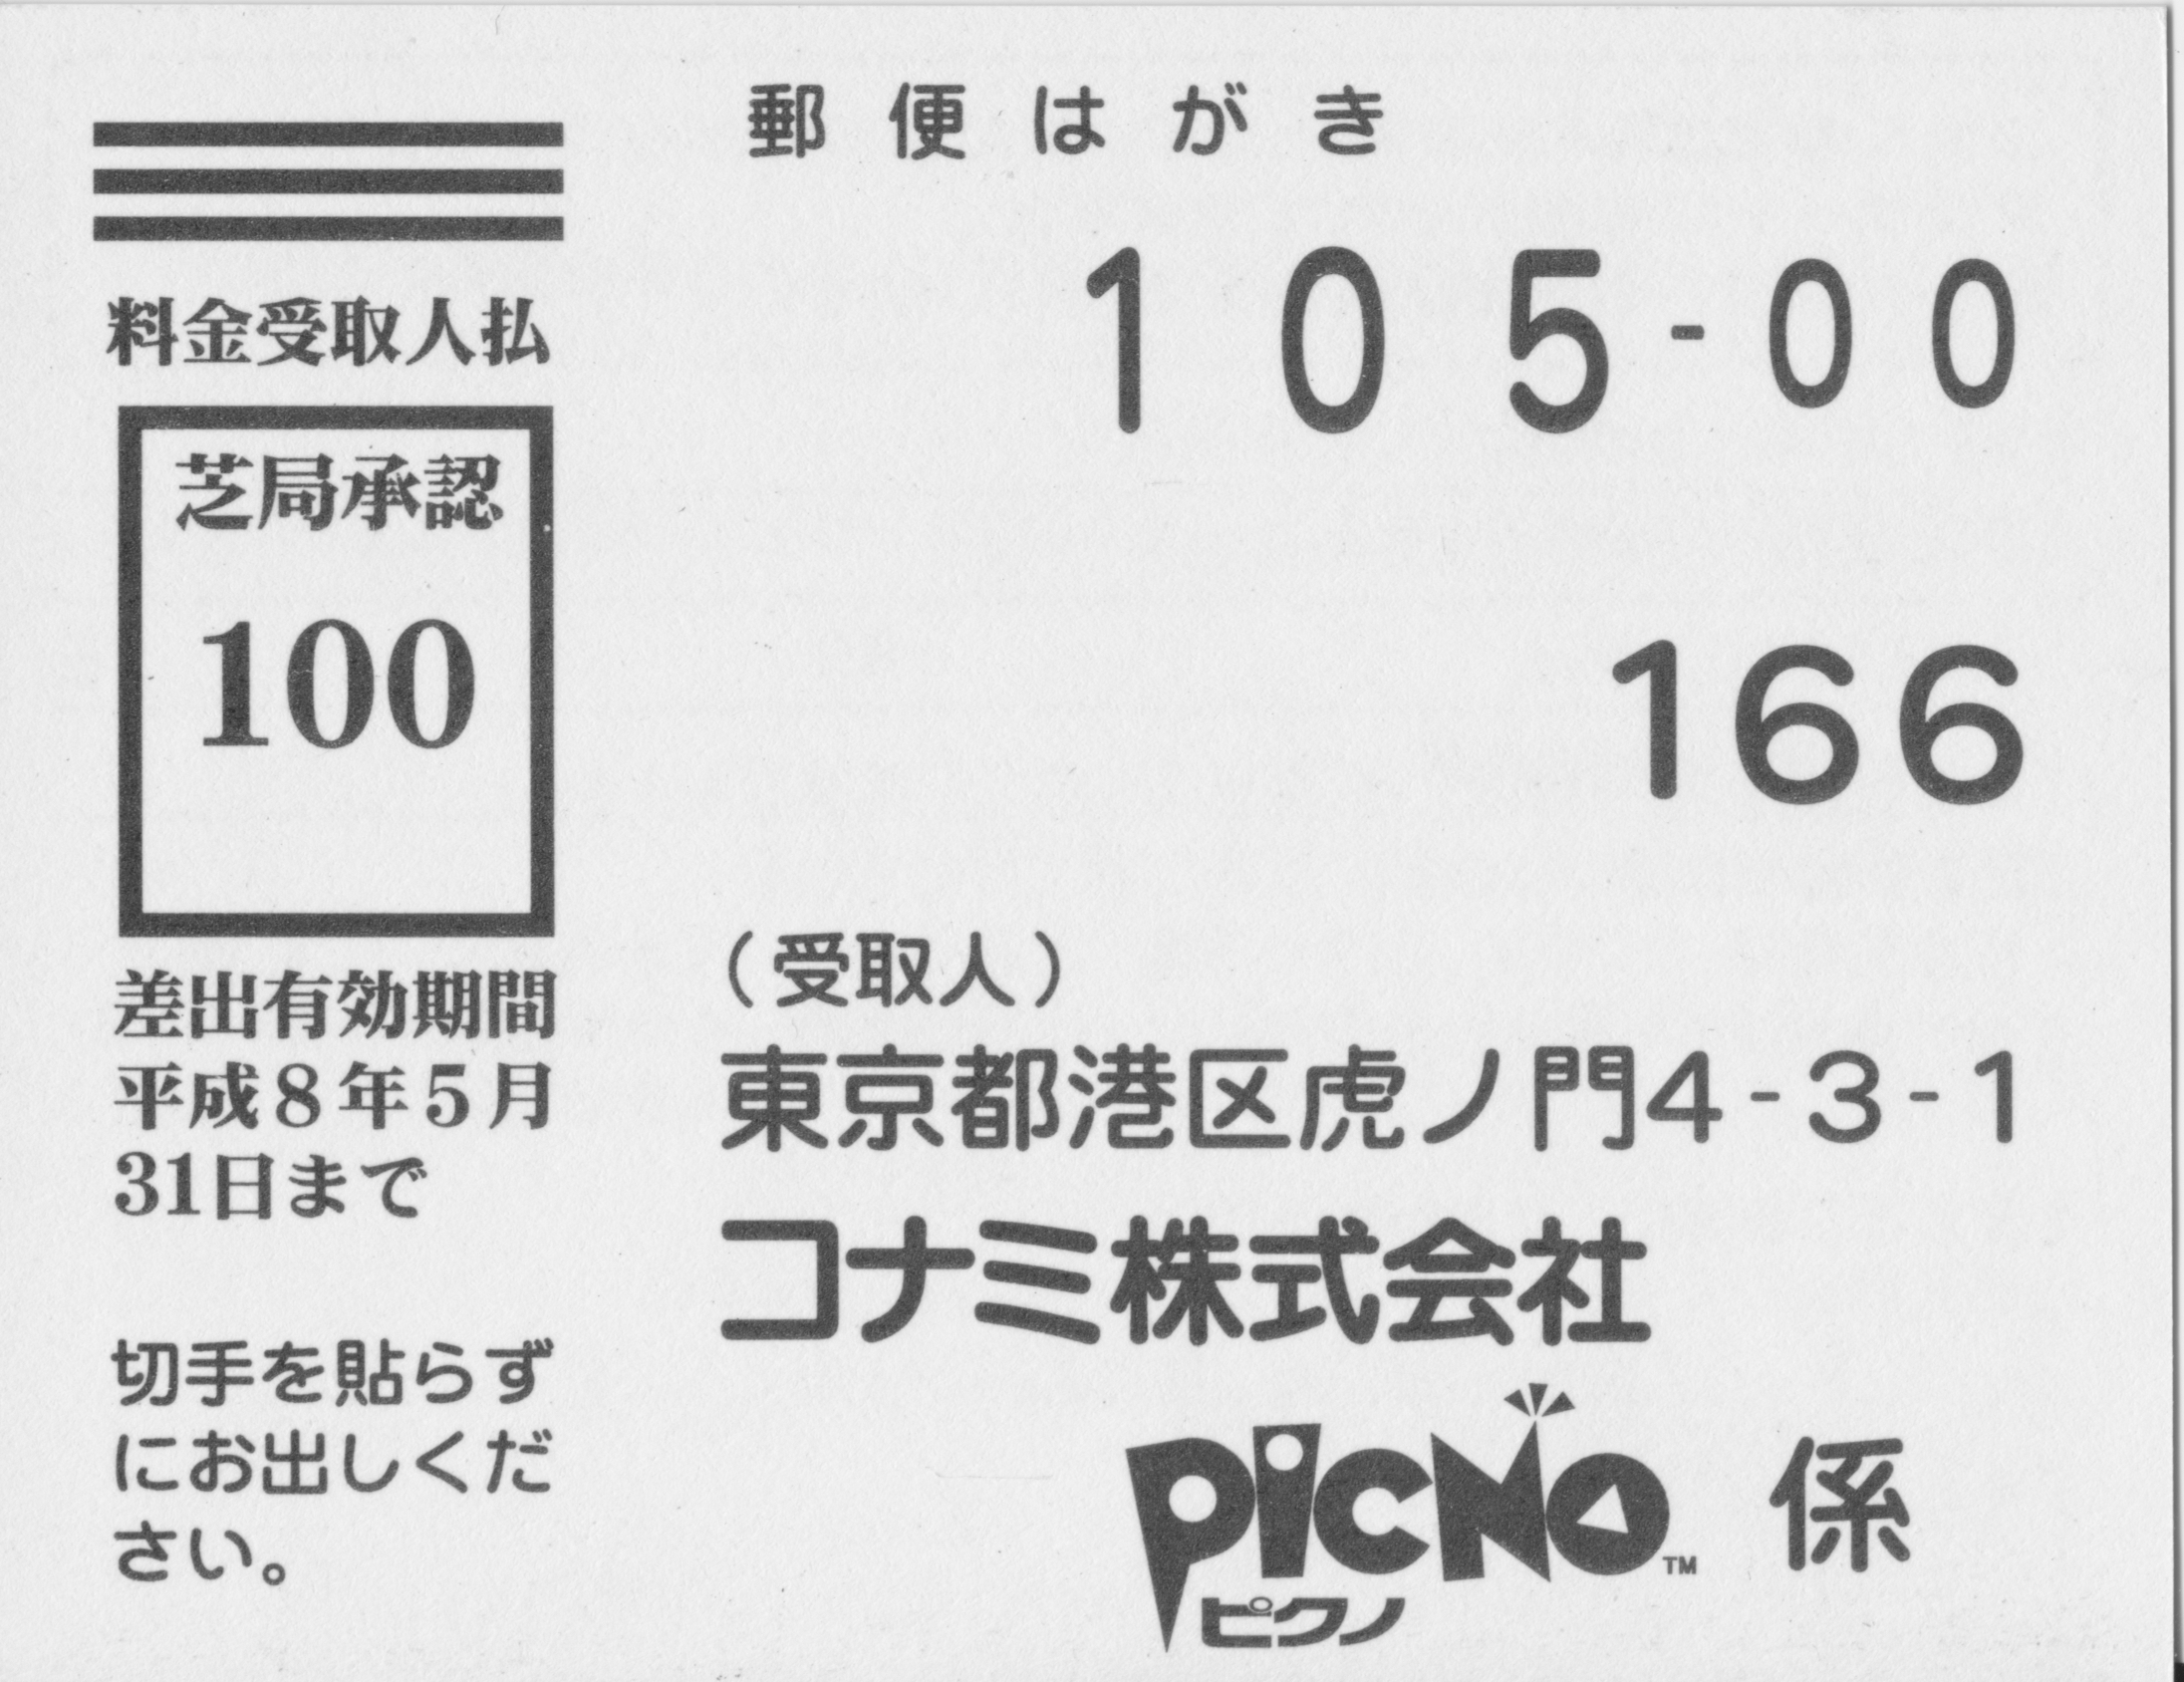 郵便はがき
105-00
166
料金受取人払
芝局承認
100
差出有効期間
平成8年5月
31日まで
切手を貼らず
にお出しくだ
さい。
（受取人）
東京都港区虎ノ門4-3-1
コナミ株式会社
PiCNO™ 係
ピクノ